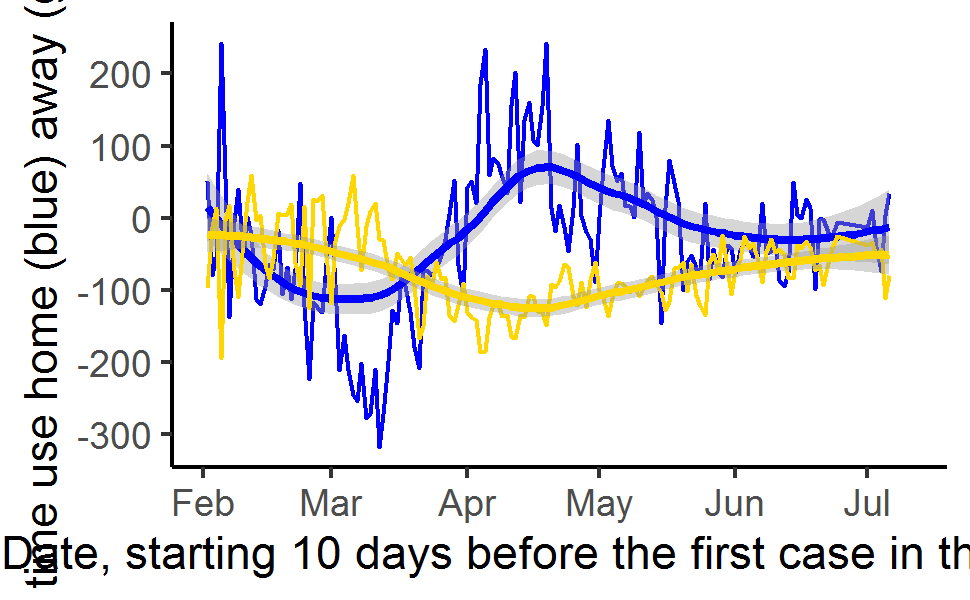 time use home (blue) away (
200
100
0
-100
-200
-300
Feb Mar Apr May Jun Jul
Date, starting 10 days before the first case in th